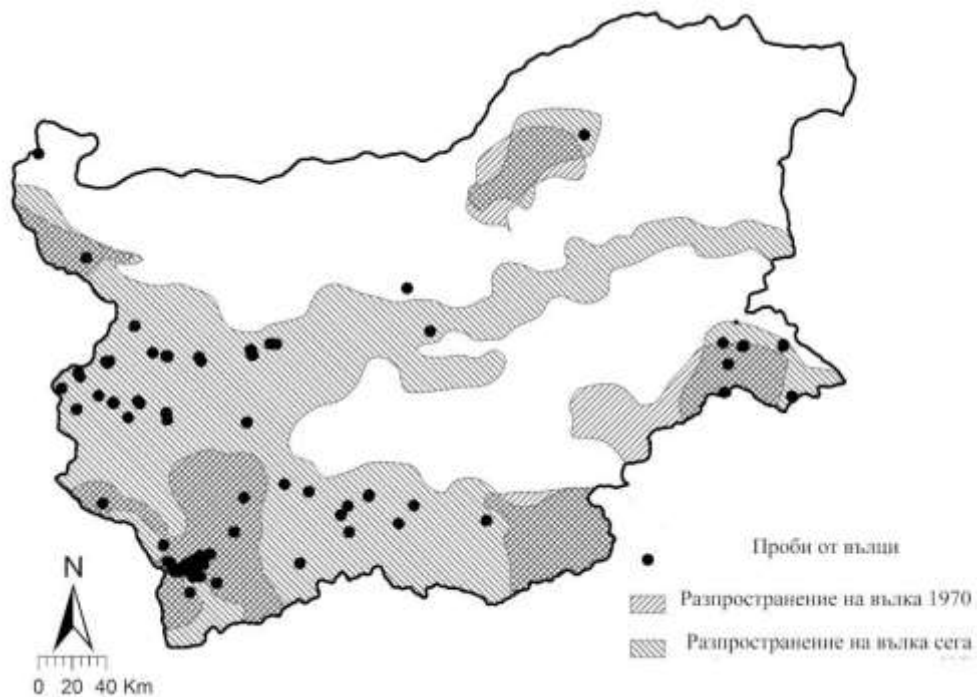 Проби от вълци
Разпространение на вълка 1970
Разпространение на вълка сега
N
0 20 40 Km